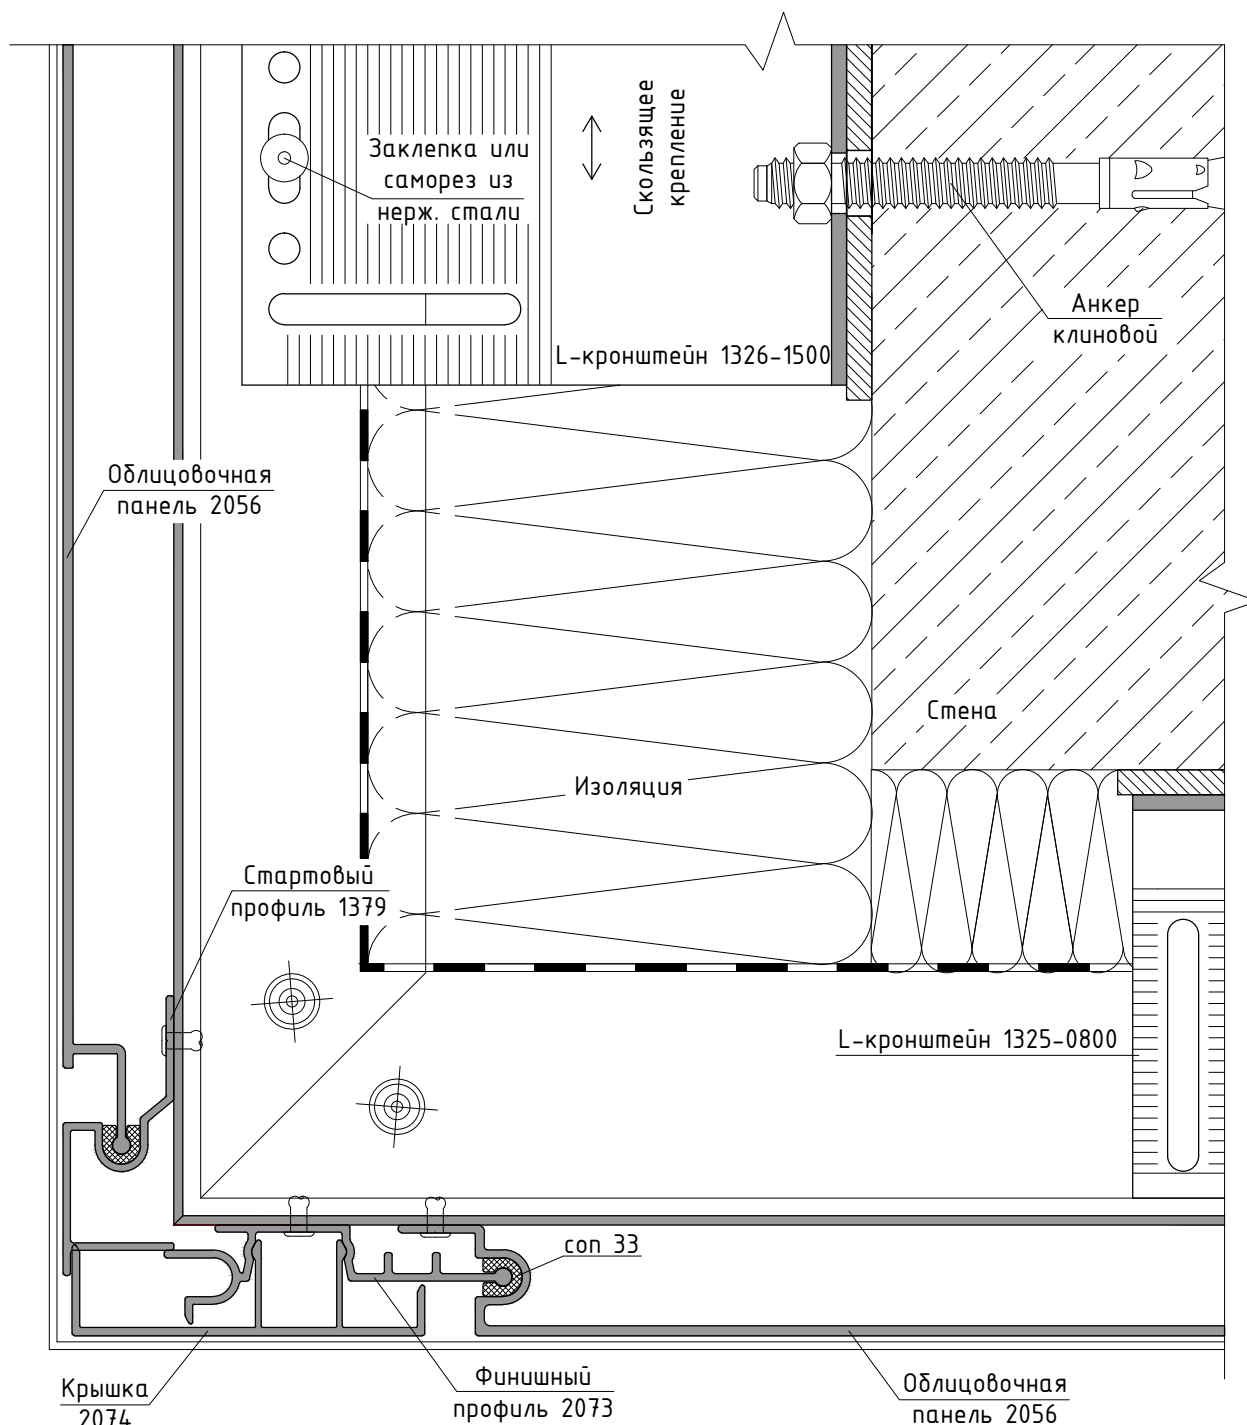 Скользящее
крепление
Заклепка или
саморез из
нерж. стали
Анкер
клиновой
L-кронштейн 1326-1500
Облицовочная
панель 2056
Стена
Изоляция
Стартовый
профиль 1379
L-кронштейн 1325-0800
con 33
Финишный
профиль 2073
Крышка
2074
Облицовочная
панель 2056